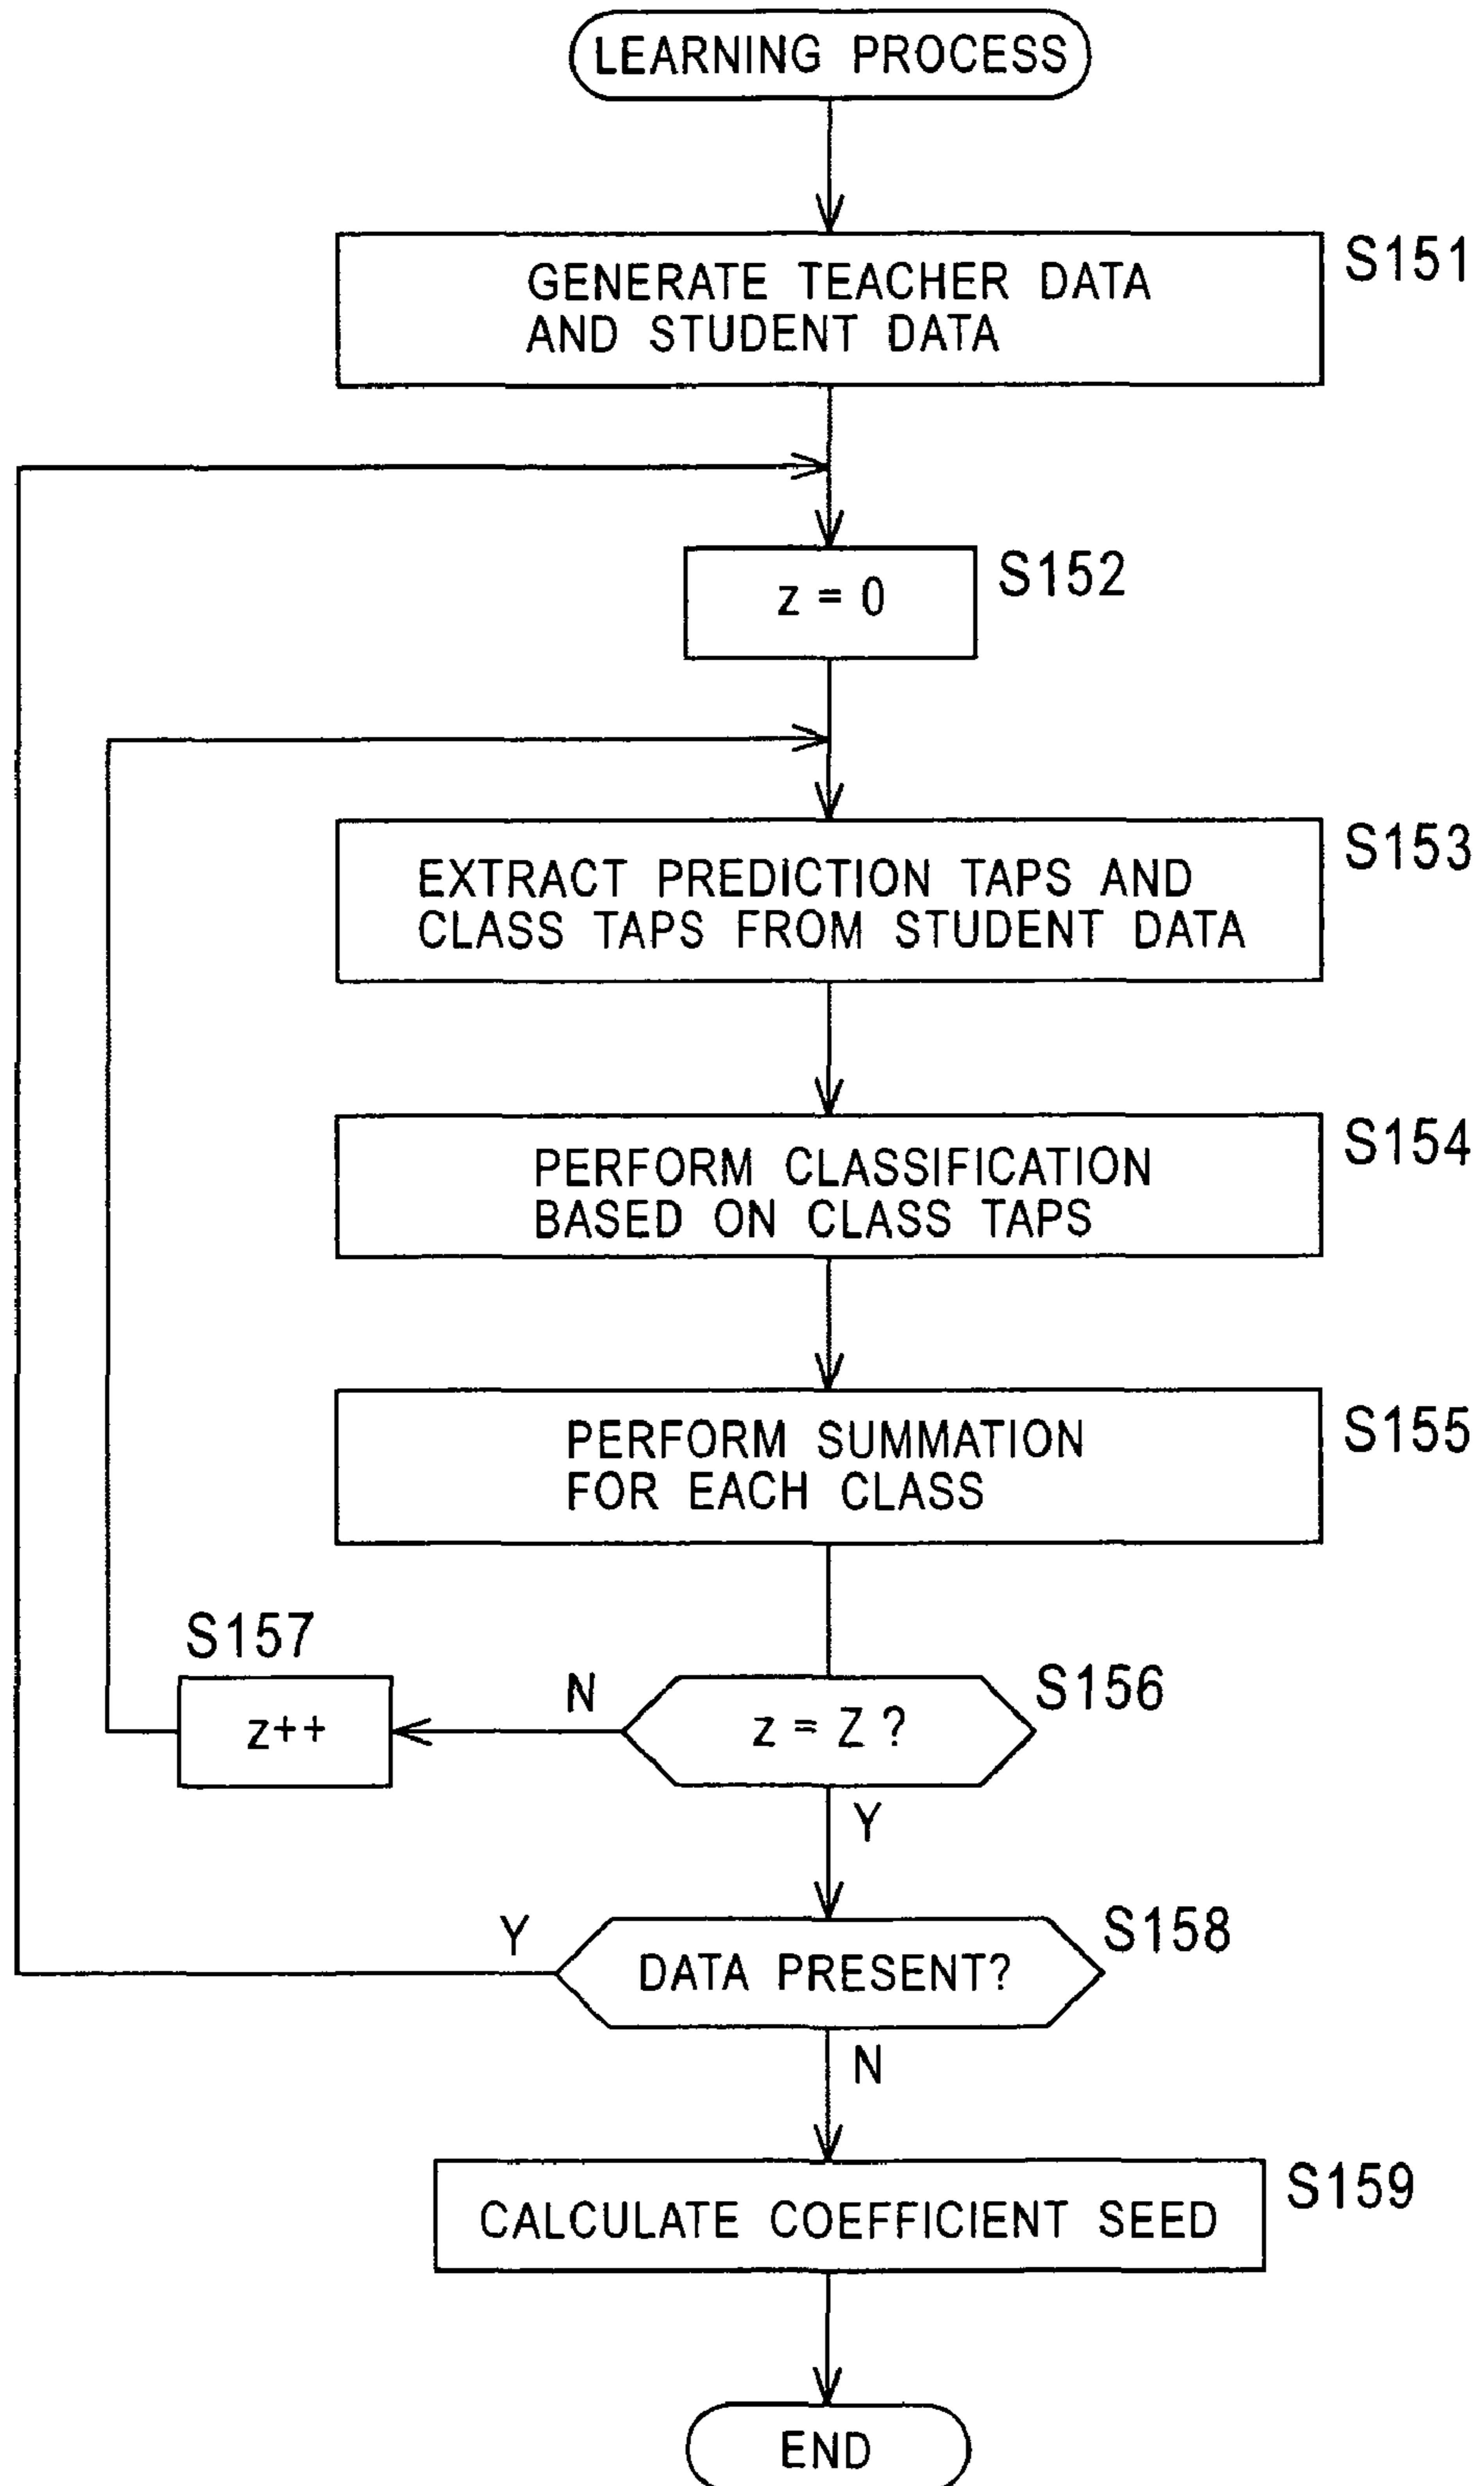 LEARNING PROCESS
GENERATE TEACHER DATA
AND STUDENT DATA
S151
z = 0
S152
EXTRACT PREDICTION TAPS AND
CLASS TAPS FROM STUDENT DATA
S153
PERFORM CLASSIFICATION
BASED ON CLASS TAPS
S154
PERFORM SUMMATION
FOR EACH CLASS
S155
S157
z++
N
z = Z ?
S156
Y
Y
DATA PRESENT?
S158
N
CALCULATE COEFFICIENT SEED
S159
END